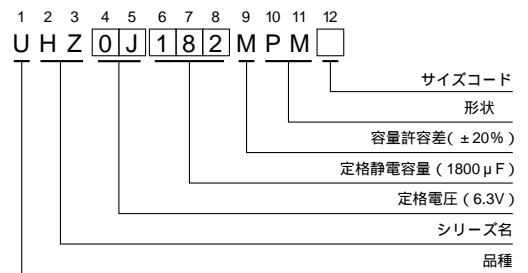 1 2 3 4 5 6 7 8 9 10 11 12
U H Z 0 J 1 8 2 M P M
サイズコード
形状
容量許容差( ±20% )
定格静電容量 ( 1800 μ F )
定格電圧 ( 6.3V )
シリーズ名
品種